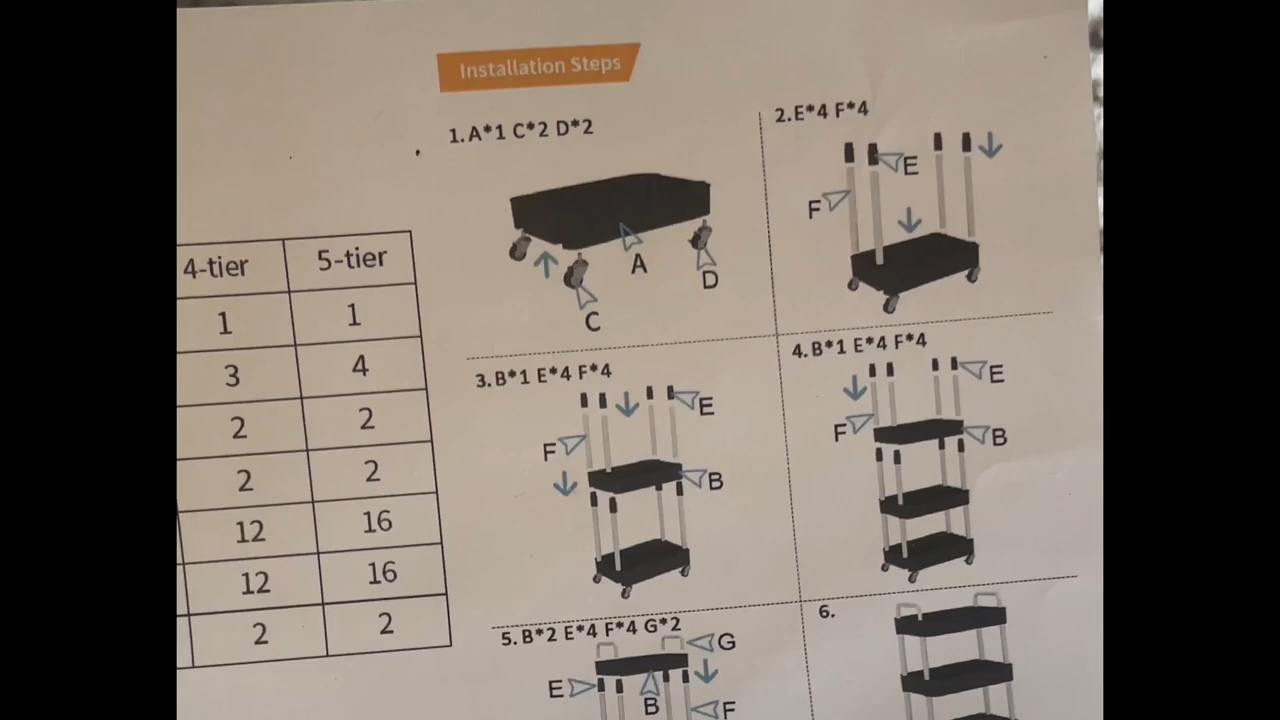 Installation Steps
1.A*1 C*2 D*2
A
D
C
2.E*4 F*4
E
F
4-tier 5-tier
1 1
3 4
2 2
2 2
12 16
12 16
2 2
3.B*1 E*4 F*4
E
F
B
4.B*1 E*4 F*4
E
F
B
5.B*2 E*4 F*4 G*2
G
E
B
F
6.